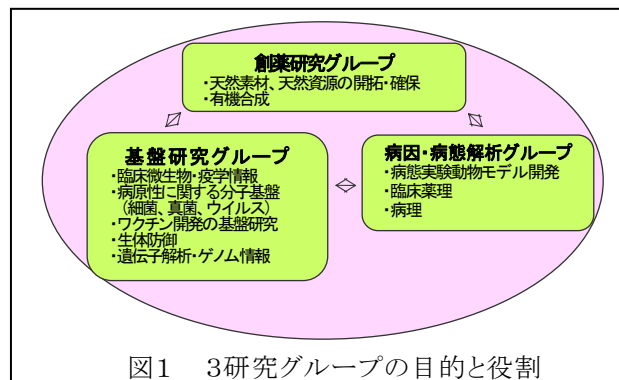 創薬研究グループ
・天然素材、天然資源の開拓・確保
・有機合成
基盤研究グループ
・臨床微生物・疫学情報
・病原性に関する分子基盤
(細菌、真菌、ウイルス)
・ワクチン開発の基盤研究
・生体防御
・遺伝子解析・ゲノム情報
病因・病態解析グループ
・病態実験動物モデル開発
・臨床薬理
・病理
図1　3研究グループの目的と役割